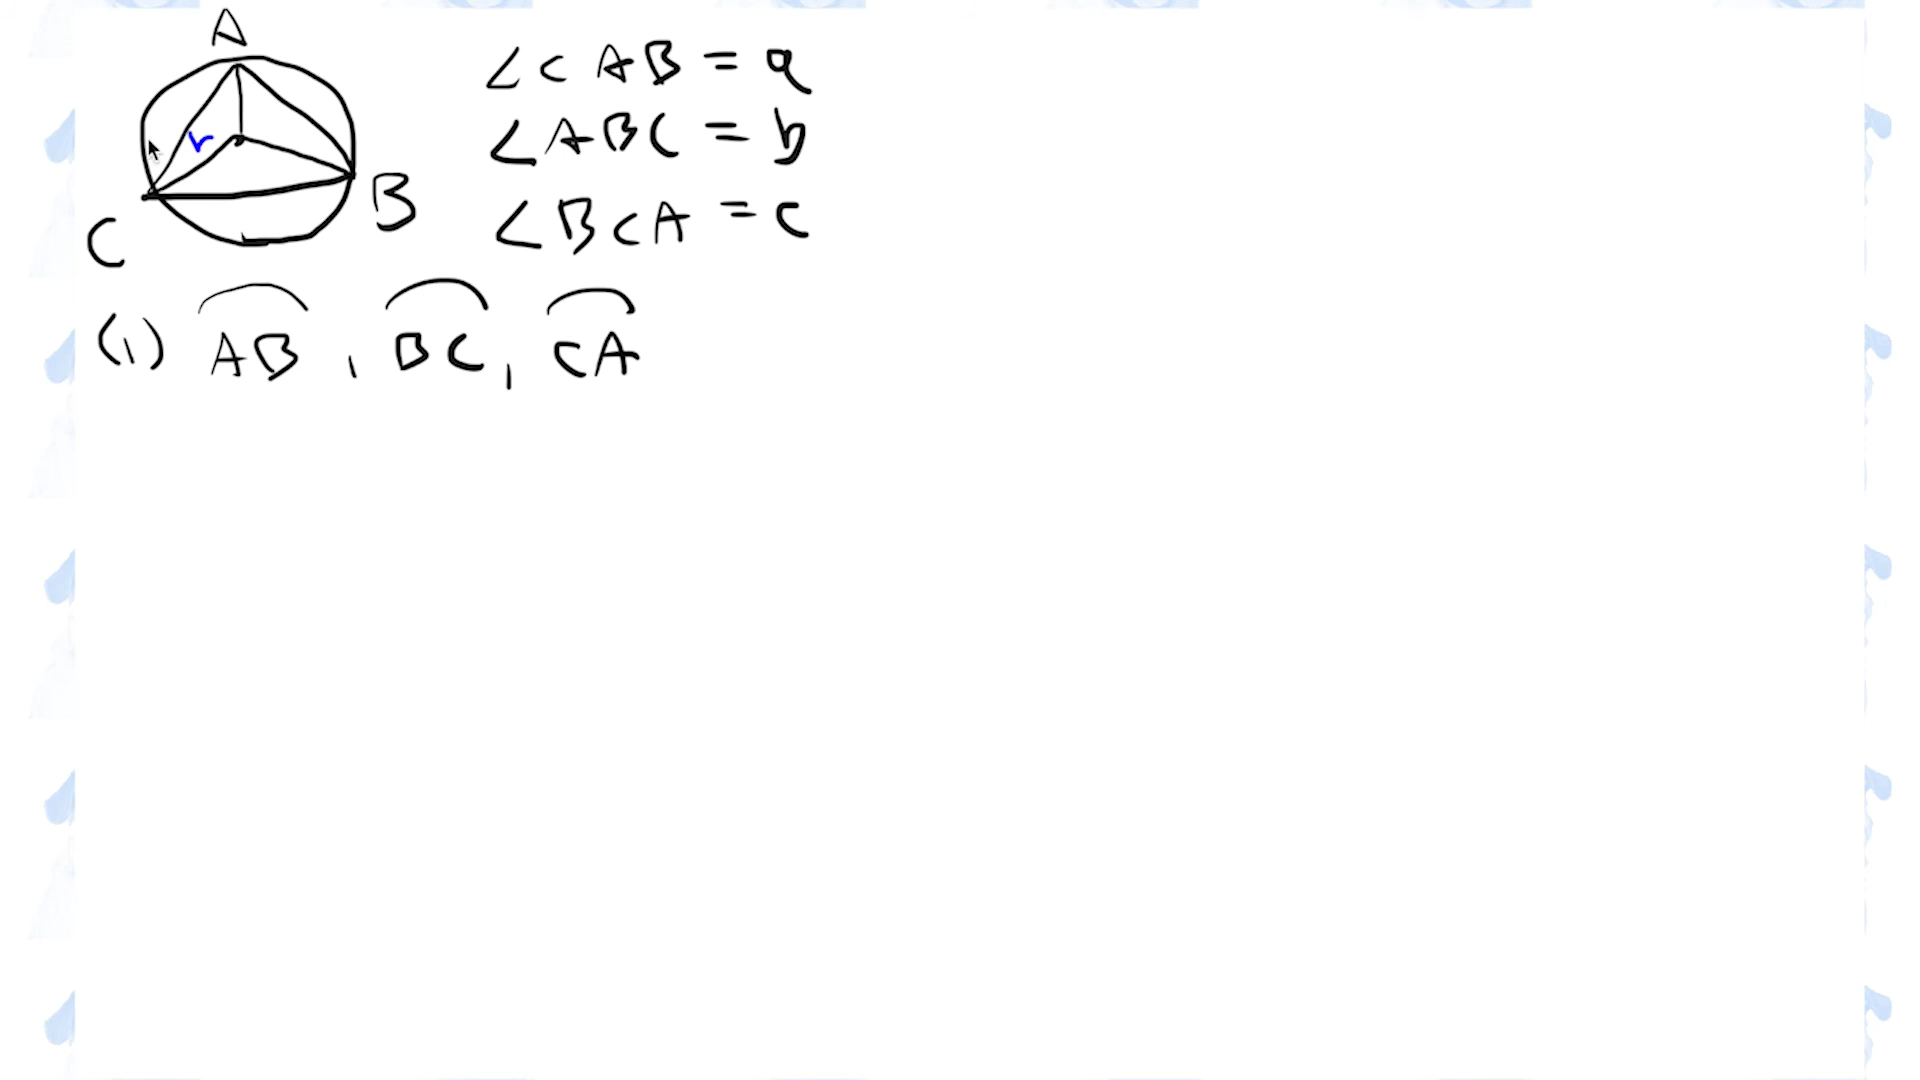 A
∠CAB = a
r
∠ABC = b
B
∠BCA = c
C
(1) AB, BC, CA